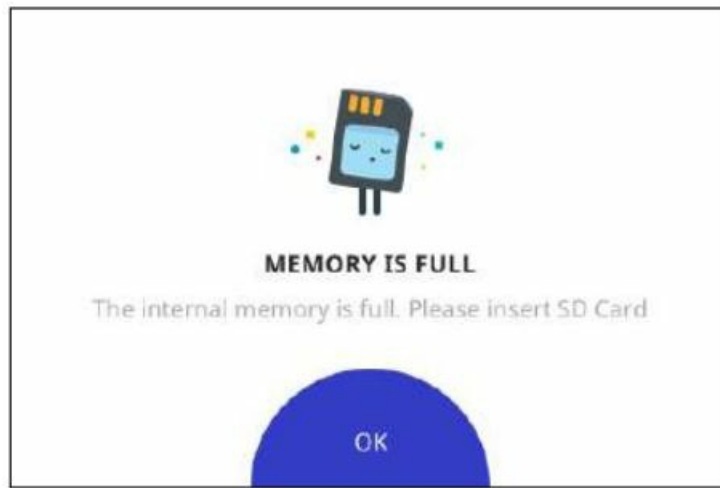 MEMORY IS FULL
The internal memory is full. Please insert SD Card
OK